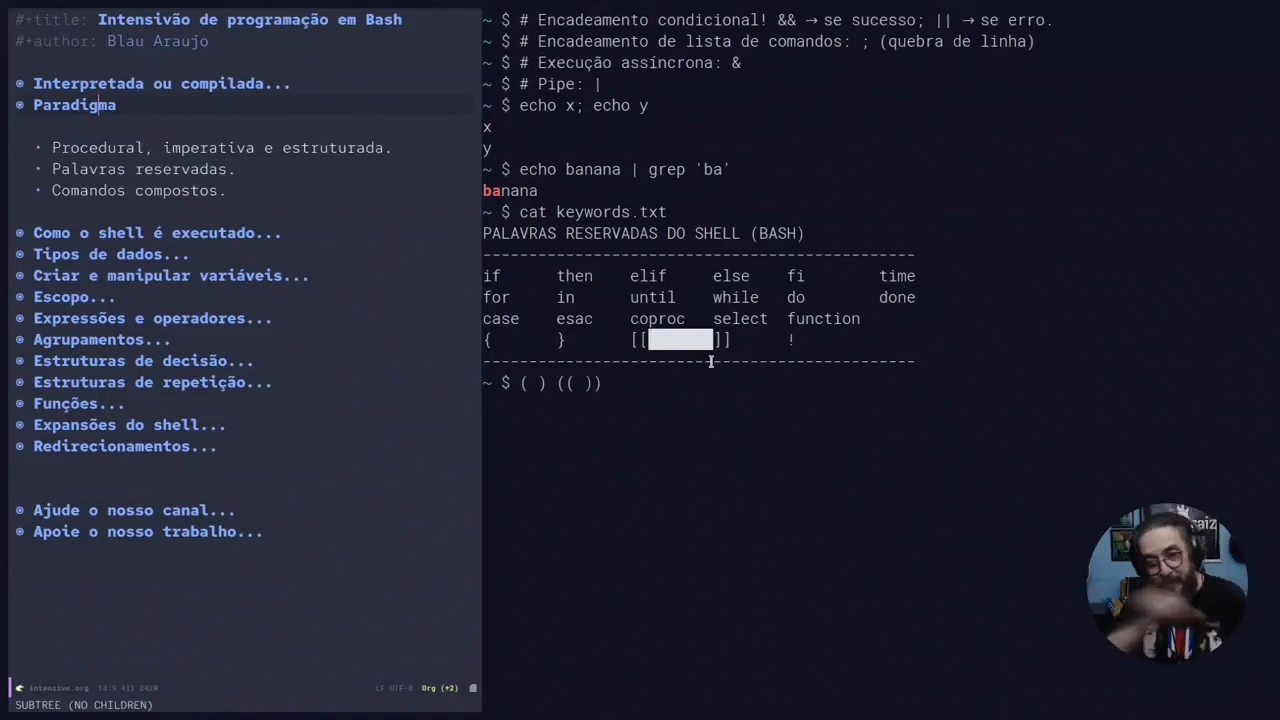 #+title: Intensivão de programação em Bash
#+author: Blau Araujo
Interpretada ou compilada...
Paradigma
• Procedural, imperativa e estruturada.
• Palavras reservadas.
• Comandos compostos.
Como o shell é executado...
Tipos de dados...
Criar e manipular variáveis...
Escopo...
Expressões e operadores...
Agrupamentos...
Estruturas de decisão...
Estruturas de repetição...
Funções...
Expansões do shell...
Redirecionamentos...
Ajude o nosso canal...
Apoie o nosso trabalho...
intensivo.org LF UTF-8 Org (+2)
SUBTREE (NO CHILDREN)
~ $ # Encadeamento condicional! && → se sucesso; || → se erro.
~ $ # Encadeamento de lista de comandos: ; (quebra de linha)
~ $ # Execução assíncrona: &
~ $ # Pipe: |
~ $ echo x; echo y
x
y
~ $ echo banana | grep 'ba'
banana
~ $ cat keywords.txt
PALAVRAS RESERVADAS DO SHELL (BASH)
-----------------------------------------------
if then elif else fi time
for in until while do done
case esac coproc select function
{ } [[ ]] !
-----------------------------------------------
~ $ ( ) (( ))
raiz